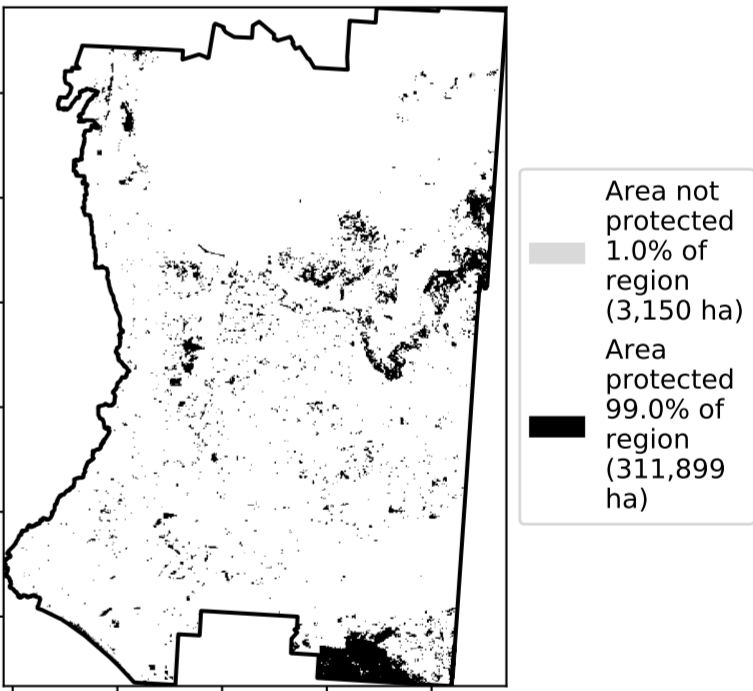 Area not
protected
1.0% of
region
(3,150 ha)
Area
protected
99.0% of
region
(311,899
ha)